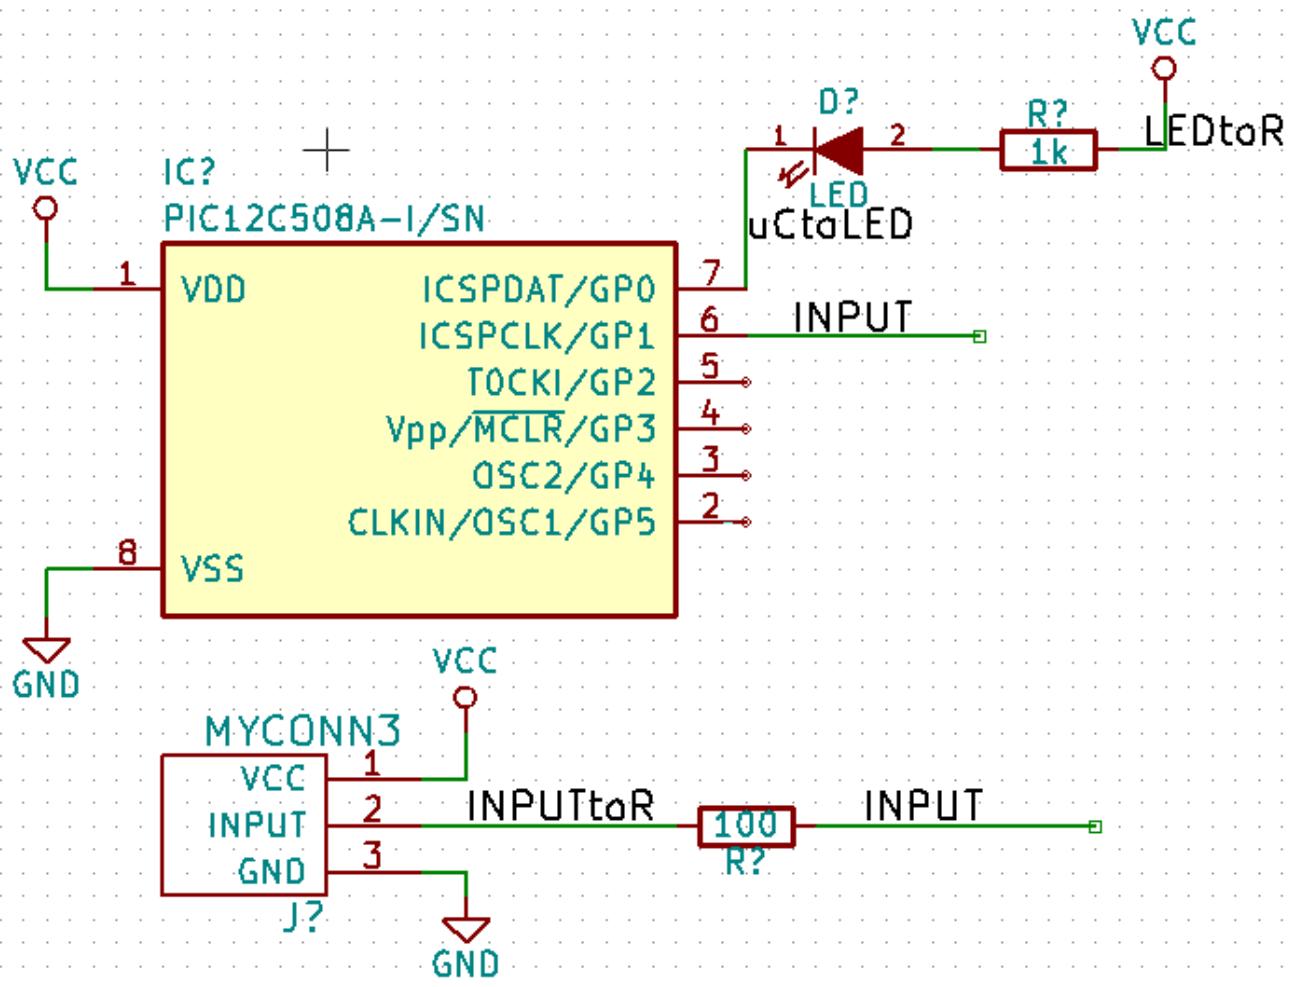 VCC
D?
R?
LEDtoR
1
2
1k
VCC
IC?
LED
PIC12C508A-I/SN
uCtoLED
1
VDD
ICSPDAT/GP0
7
ICSPCLK/GP1
6
INPUT
T0CKI/GP2
5
Vpp/MCLR/GP3
4
OSC2/GP4
3
CLKIN/OSC1/GP5
2
8
VSS
GND
VCC
MYCONN3
VCC
1
INPUT
2
INPUTtoR
100
INPUT
R?
GND
3
J?
GND